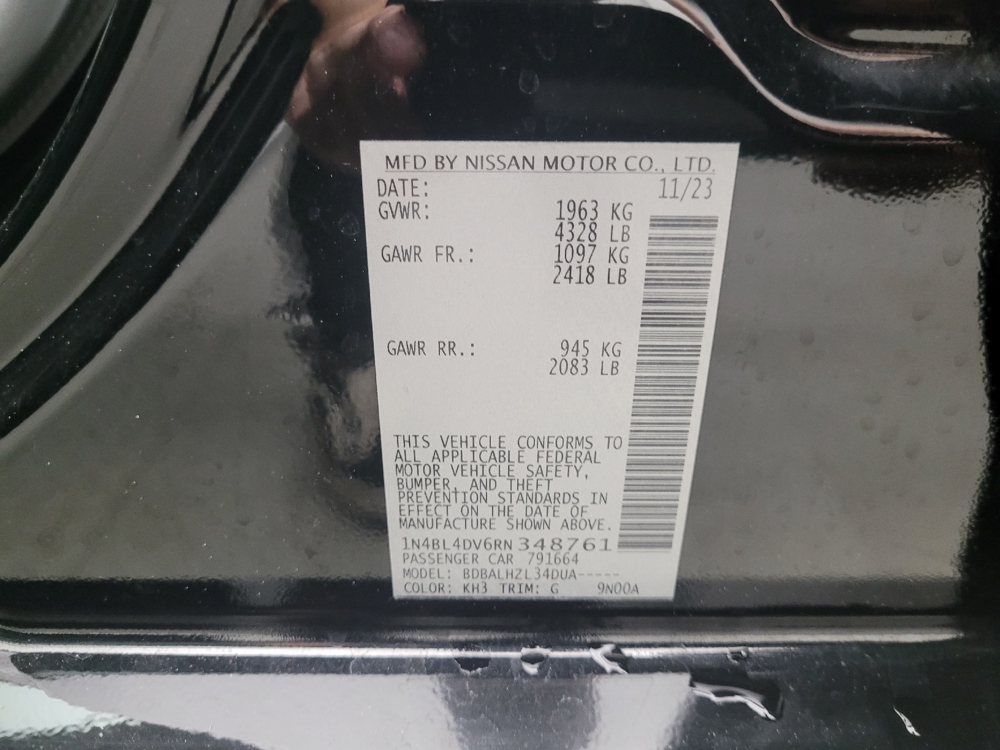 MFD BY NISSAN MOTOR CO., LTD.
DATE: 11/23
GVWR: 1963 KG
4328 LB
GAWR FR.: 1097 KG
2418 LB
GAWR RR.: 945 KG
2083 LB
THIS VEHICLE CONFORMS TO
ALL APPLICABLE FEDERAL
MOTOR VEHICLE SAFETY,
BUMPER, AND THEFT
PREVENTION STANDARDS IN
EFFECT ON THE DATE OF
MANUFACTURE SHOWN ABOVE.
1N4BL4DV6RN348761
PASSENGER CAR 791664
MODEL: BDBALHZL34DUA-----
COLOR: KH3 TRIM: G 9N00A